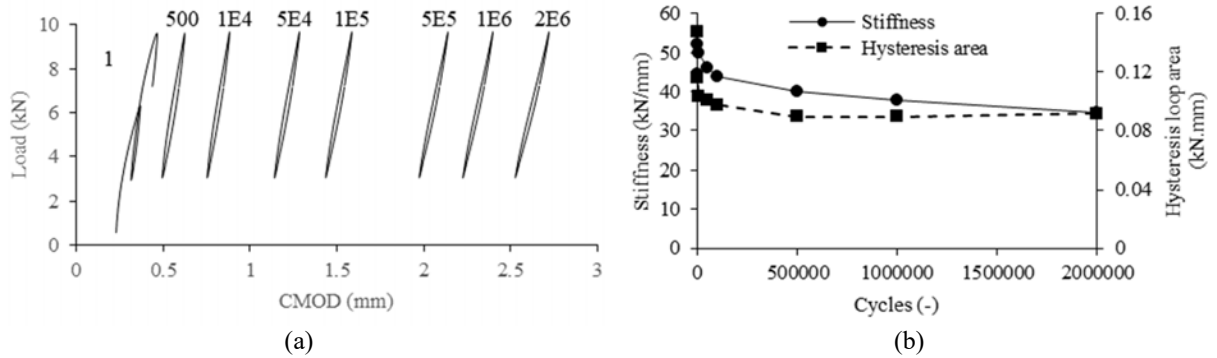 10
8
6
4
2
0
Load (kN)
1
500 1E4 5E4 1E5 5E5 1E6 2E6
0 0.5 1 1.5 2 2.5 3
CMOD (mm)
(a)
60
50
40
30
20
10
0
Stiffness (kN/mm)
Stiffness
Hysteresis area
0.16
0.12
0.08
0.04
0
Hysteresis loop area
(kN.mm)
0 500000 1000000 1500000 2000000
Cycles (-)
(b)